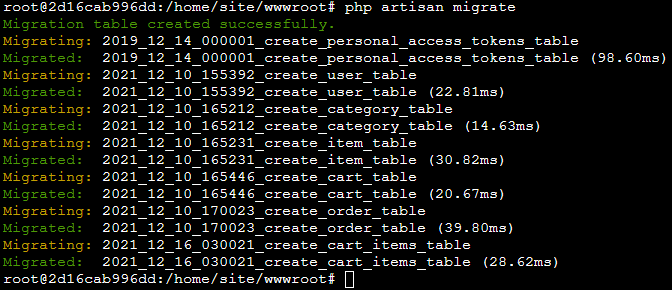 root@2d16cab996dd:/home/site/wwwroot# php artisan migrate
Migration table created successfully.
Migrating: 2019_12_14_000001_create_personal_access_tokens_table
Migrated:  2019_12_14_000001_create_personal_access_tokens_table (98.60ms)
Migrating: 2021_12_10_155392_create_user_table
Migrated:  2021_12_10_155392_create_user_table (22.81ms)
Migrating: 2021_12_10_165212_create_category_table
Migrated:  2021_12_10_165212_create_category_table (14.63ms)
Migrating: 2021_12_10_165231_create_item_table
Migrated:  2021_12_10_165231_create_item_table (30.82ms)
Migrating: 2021_12_10_165446_create_cart_table
Migrated:  2021_12_10_165446_create_cart_table (20.67ms)
Migrating: 2021_12_10_170023_create_order_table
Migrated:  2021_12_10_170023_create_order_table (39.80ms)
Migrating: 2021_12_16_030021_create_cart_items_table
Migrated:  2021_12_16_030021_create_cart_items_table (28.62ms)
root@2d16cab996dd:/home/site/wwwroot#